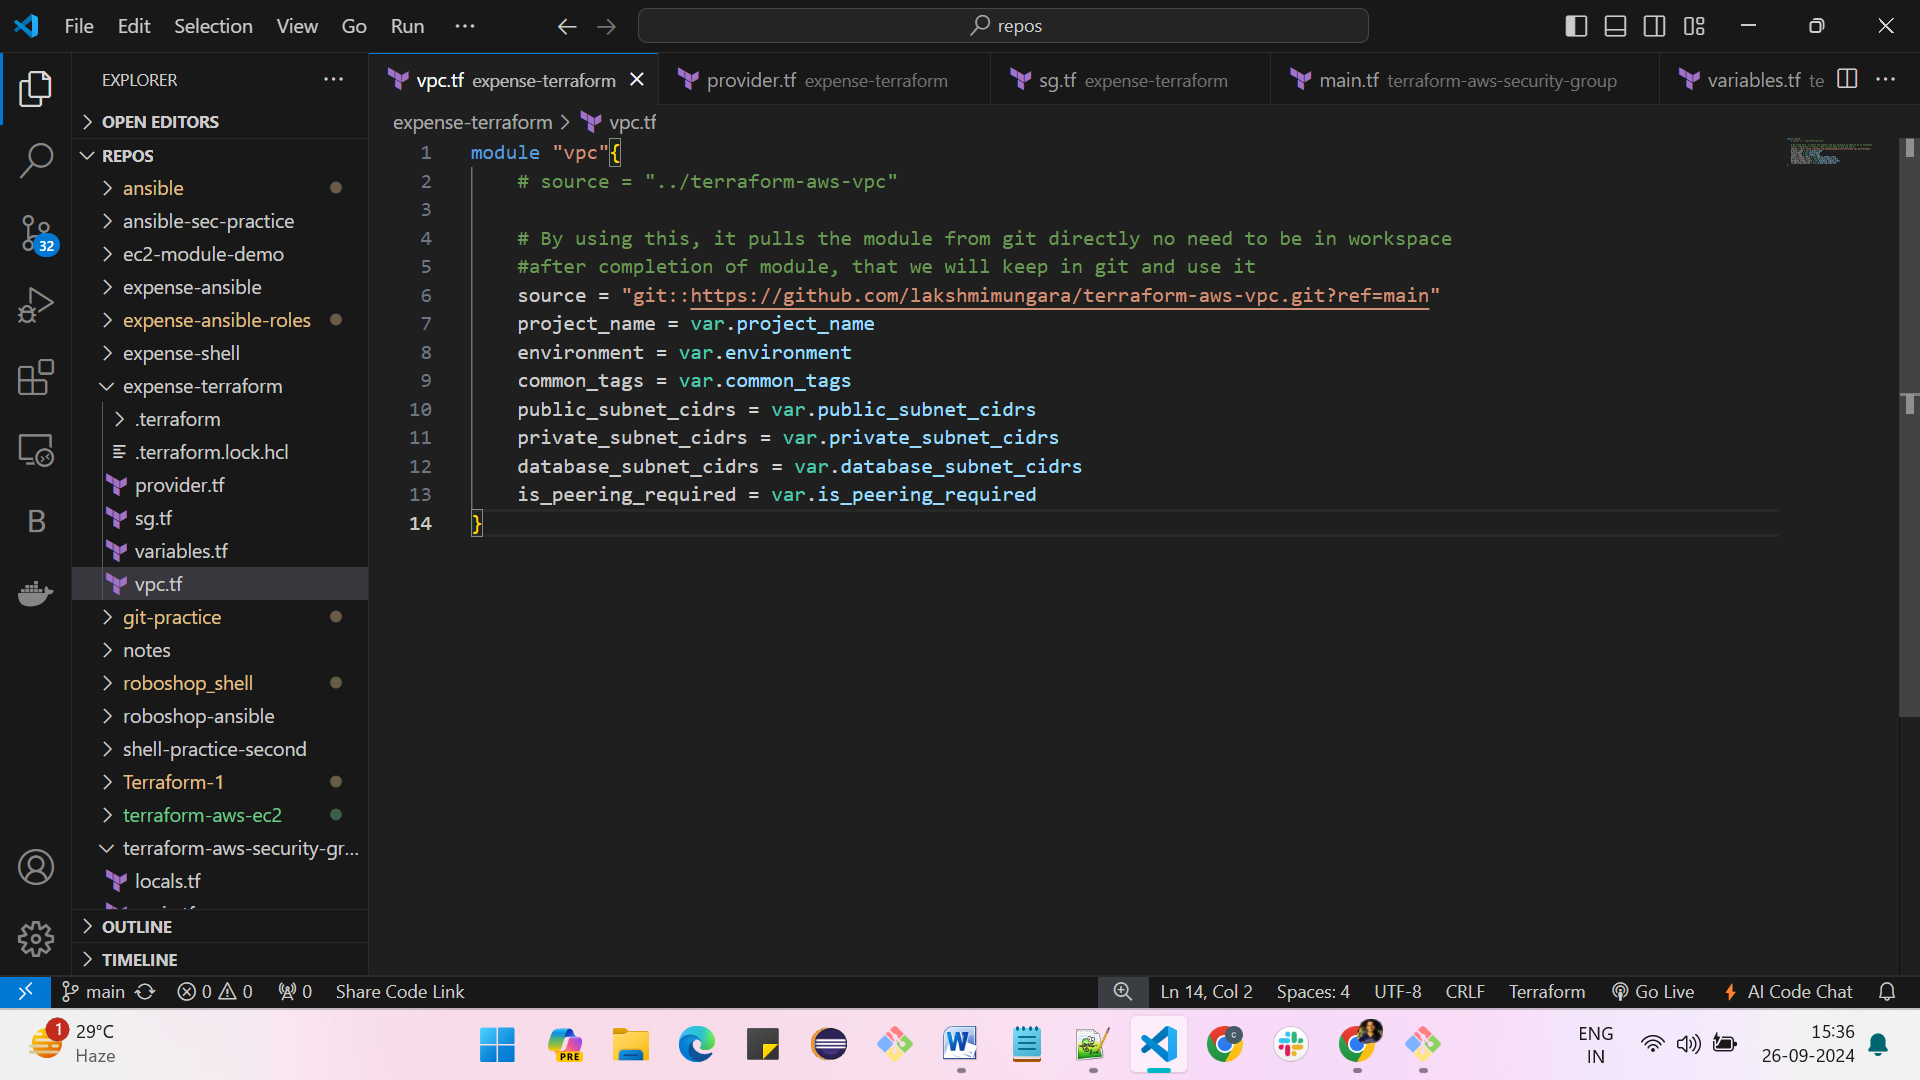 File Edit Selection View Go Run ··· repos
EXPLORER ···
OPEN EDITORS
REPOS
ansible
ansible-sec-practice
ec2-module-demo
expense-ansible
expense-ansible-roles
expense-shell
expense-terraform
.terraform
.terraform.lock.hcl
provider.tf
sg.tf
variables.tf
vpc.tf
git-practice
notes
roboshop_shell
roboshop-ansible
shell-practice-second
Terraform-1
terraform-aws-ec2
terraform-aws-security-gr...
locals.tf
OUTLINE
TIMELINE
32
B
vpc.tf expense-terraform provider.tf expense-terraform sg.tf expense-terraform main.tf terraform-aws-security-group variables.tf te ···
expense-terraform > vpc.tf
1 module "vpc"{
2 # source = "../terraform-aws-vpc"
3
4 # By using this, it pulls the module from git directly no need to be in workspace
5 #after completion of module, that we will keep in git and use it
6 source = "git::https://github.com/lakshmimungara/terraform-aws-vpc.git?ref=main"
7 project_name = var.project_name
8 environment = var.environment
9 common_tags = var.common_tags
10 public_subnet_cidrs = var.public_subnet_cidrs
11 private_subnet_cidrs = var.private_subnet_cidrs
12 database_subnet_cidrs = var.database_subnet_cidrs
13 is_peering_required = var.is_peering_required
14 }
main 0 0 0 Share Code Link Ln 14, Col 2 Spaces: 4 UTF-8 CRLF Terraform Go Live AI Code Chat
1 29°C
Haze
PRE
W
C
ENG
IN
15:36
26-09-2024